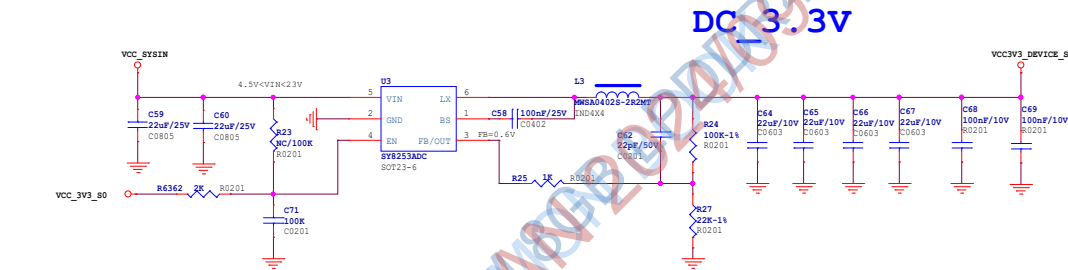 DC_3.3V
VCC_SYSIN
VCC3V3_DEVICE_S
4.5V<VIN<23V
U3
L3
5 VIN LX 6
2 GND BS 1
4 EN FB/OUT 3
SY8253ADC
SOT23-6
C59
22uF/25V
C0805
C60
22uF/25V
C0805
R23
NC/100K
R0201
C58 100nF/25V
C0402
FB=0.6V
MWSA0402S-2R2MT
IND4X4
C62
22pF/50V
C0201
R24
100K-1%
R0201
C64
22uF/10V
C0603
C65
22uF/10V
C0603
C66
22uF/10V
C0603
C67
22uF/10V
C0603
C68
100nF/10V
R0201
C69
100nF/10V
R0201
R25 1K R0201
VCC_3V3_S0
R6362 2K R0201
C71
100K
C0201
R27
22K-1%
R0201